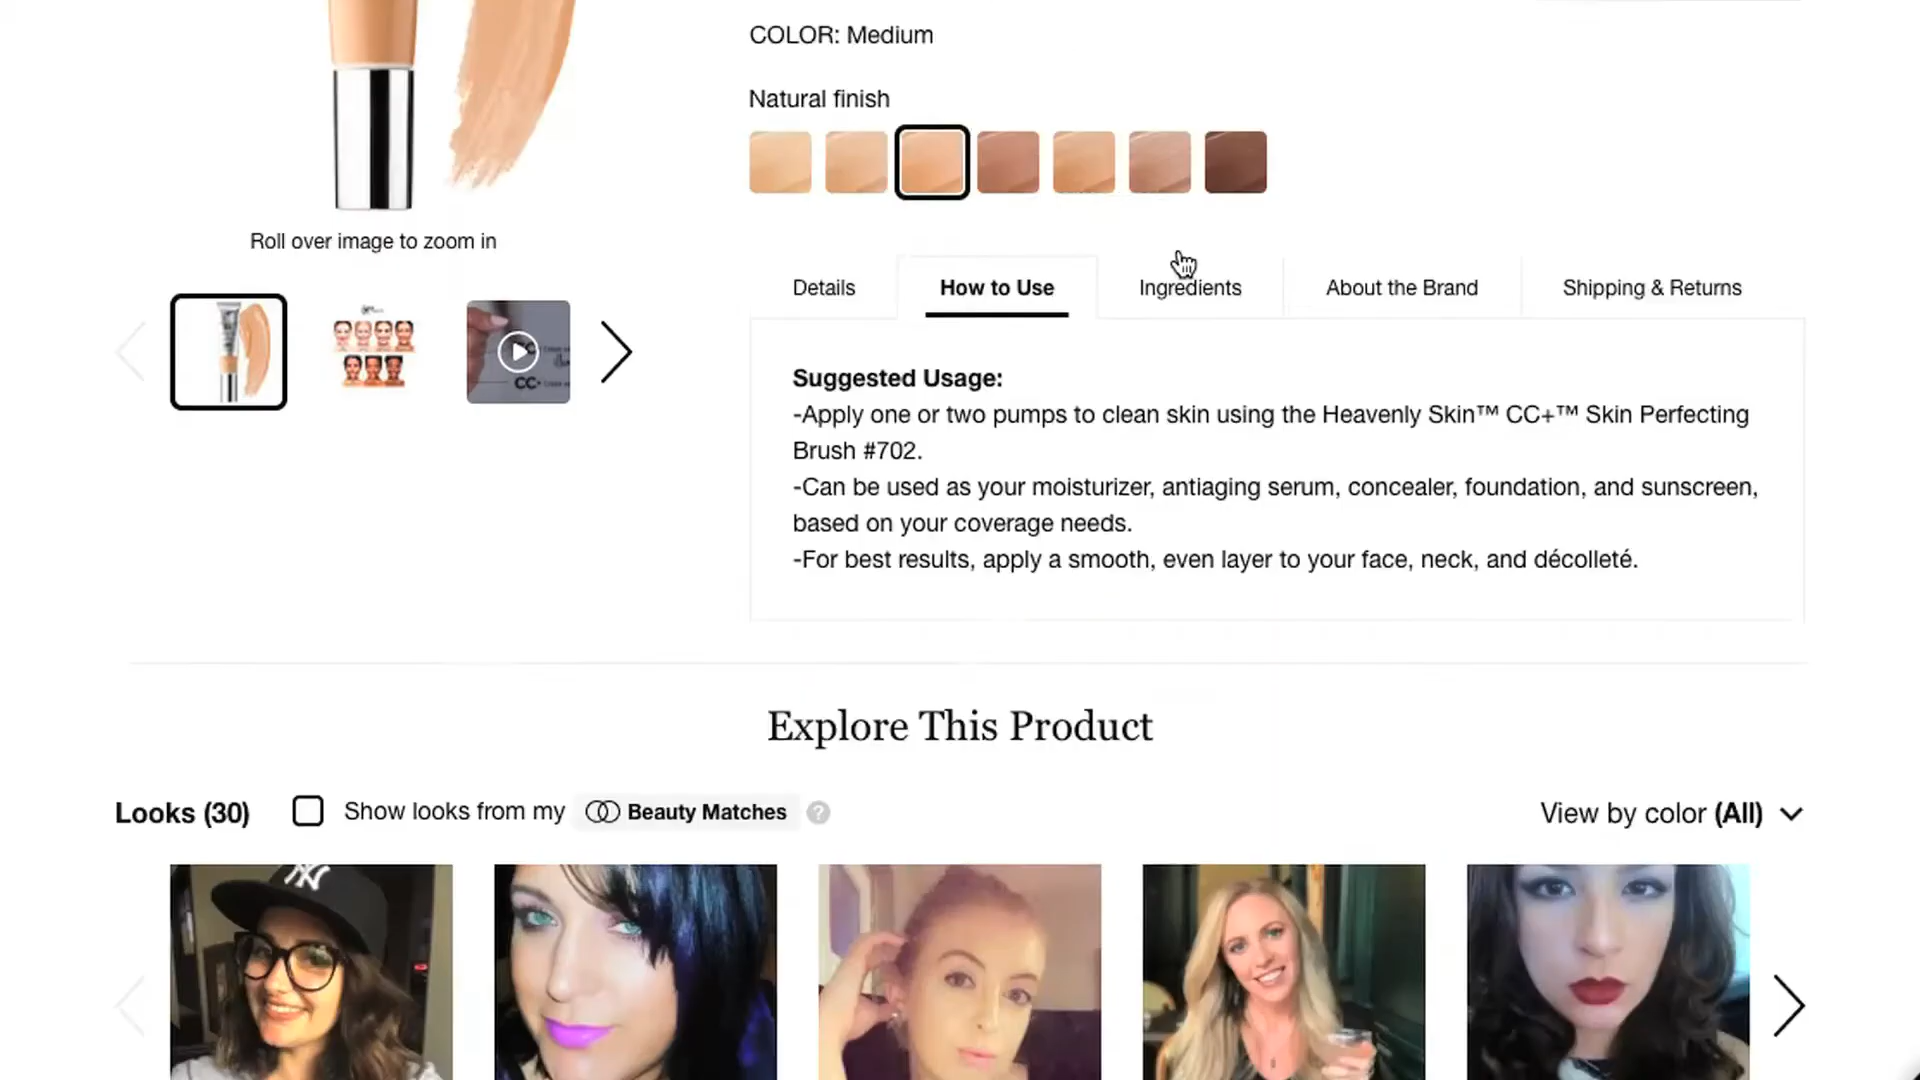 COLOR: Medium
Natural finish
Roll over image to zoom in
Details
How to Use
Ingredients
About the Brand
Shipping & Returns
Suggested Usage:
-Apply one or two pumps to clean skin using the Heavenly Skin™ CC+™ Skin Perfecting
Brush #702.
-Can be used as your moisturizer, antiaging serum, concealer, foundation, and sunscreen,
based on your coverage needs.
-For best results, apply a smooth, even layer to your face, neck, and décolleté.
CC+
Explore This Product
Looks (30)
Show looks from my
Beauty Matches
?
View by color (All)
NY